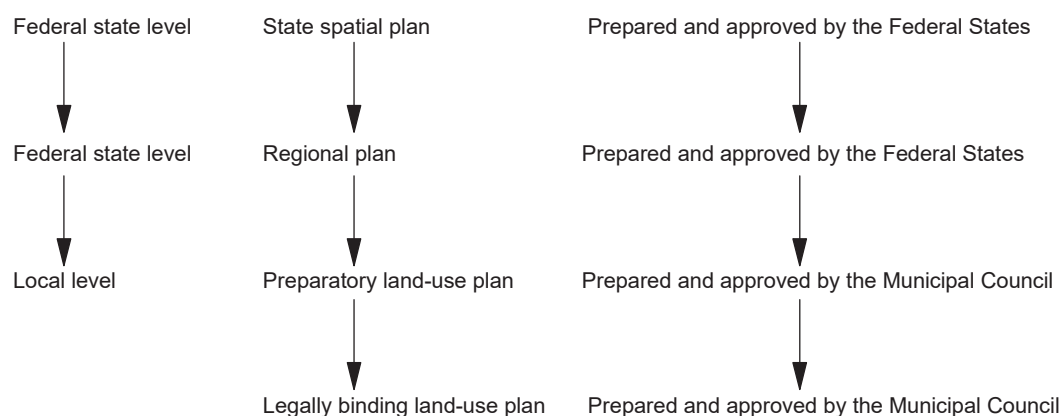 Federal state level State spatial plan Prepared and approved by the Federal States
Federal state level Regional plan Prepared and approved by the Federal States
Local level Preparatory land-use plan Prepared and approved by the Municipal Council
Legally binding land-use plan Prepared and approved by the Municipal Council